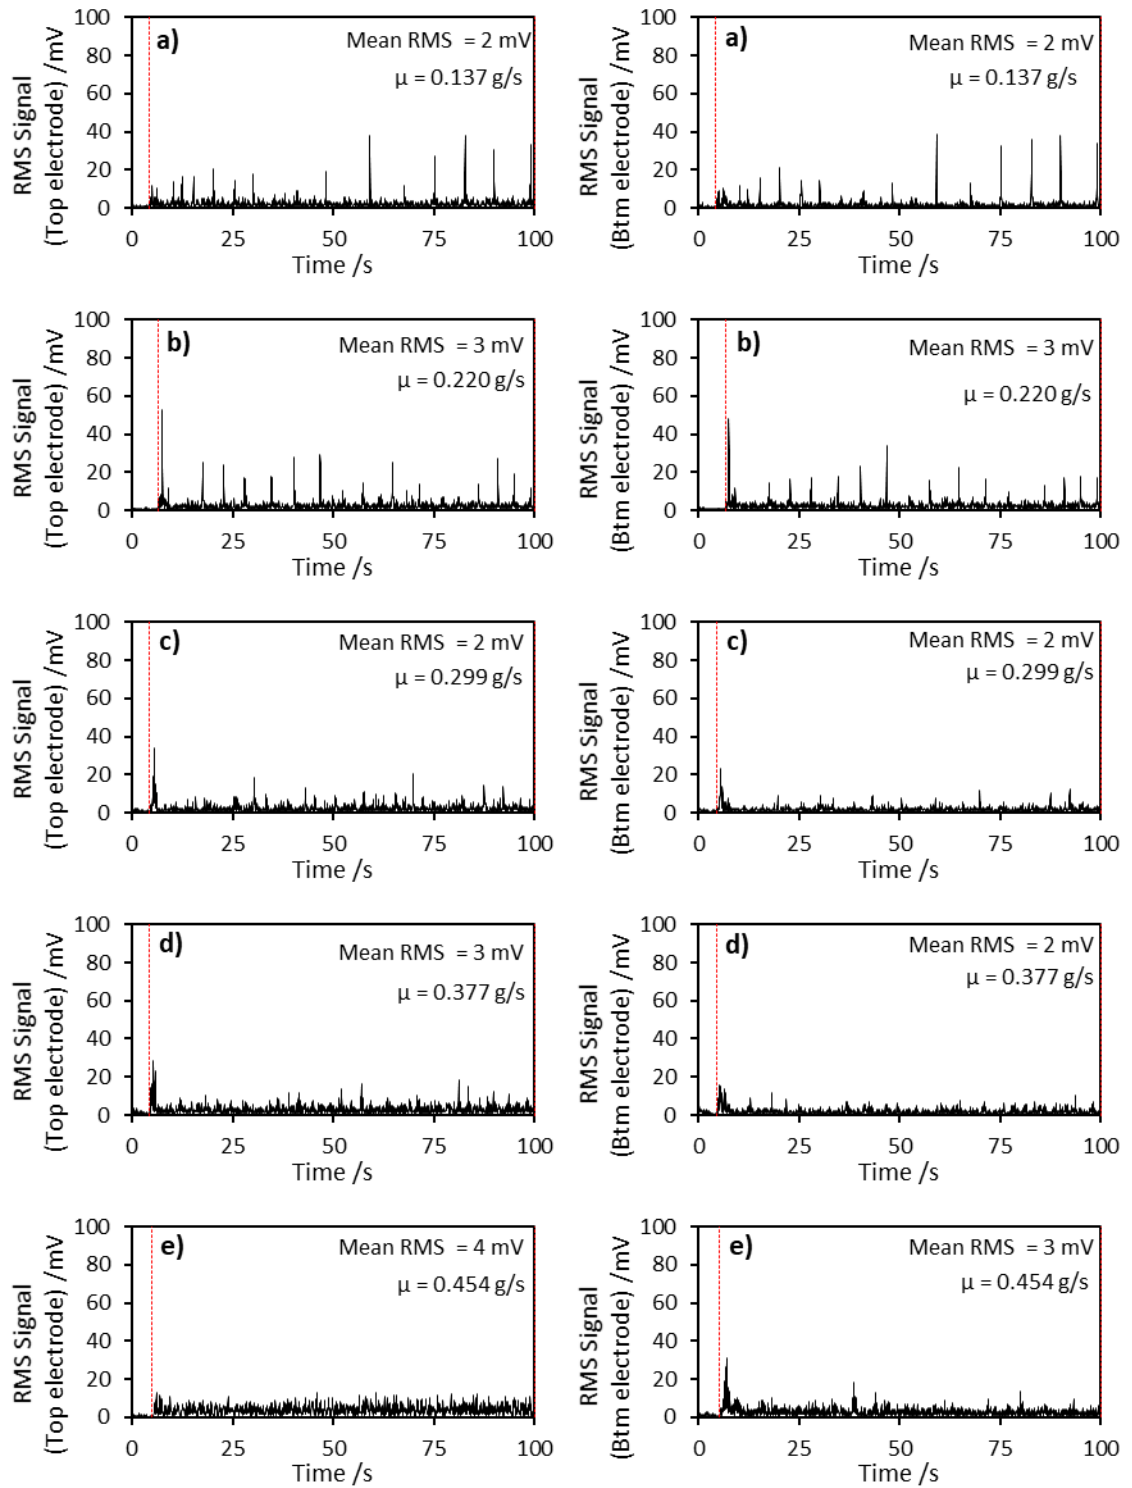 100
80
60
40
20
0
RMS Signal
(Top electrode) /mV
a)
Mean RMS = 2 mV
μ = 0.137 g/s
0 25 50 75 100
Time /s
100
80
60
40
20
0
RMS Signal
(Btm electrode) /mV
a)
Mean RMS = 2 mV
μ = 0.137 g/s
0 25 50 75 100
Time /s
100
80
60
40
20
0
RMS Signal
(Top electrode) /mV
b)
Mean RMS = 3 mV
μ = 0.220 g/s
0 25 50 75 100
Time /s
100
80
60
40
20
0
RMS Signal
(Btm electrode) /mV
b)
Mean RMS = 3 mV
μ = 0.220 g/s
0 25 50 75 100
Time /s
100
80
60
40
20
0
RMS Signal
(Top electrode) /mV
c)
Mean RMS = 2 mV
μ = 0.299 g/s
0 25 50 75 100
Time /s
100
80
60
40
20
0
RMS Signal
(Btm electrode) /mV
c)
Mean RMS = 2 mV
μ = 0.299 g/s
0 25 50 75 100
Time /s
100
80
60
40
20
0
RMS Signal
(Top electrode) /mV
d)
Mean RMS = 3 mV
μ = 0.377 g/s
0 25 50 75 100
Time /s
100
80
60
40
20
0
RMS Signal
(Btm electrode) /mV
d)
Mean RMS = 2 mV
μ = 0.377 g/s
0 25 50 75 100
Time /s
100
80
60
40
20
0
RMS Signal
(Top electrode) /mV
e)
Mean RMS = 4 mV
μ = 0.454 g/s
0 25 50 75 100
Time /s
100
80
60
40
20
0
RMS Signal
(Btm electrode) /mV
e)
Mean RMS = 3 mV
μ = 0.454 g/s
0 25 50 75 100
Time /s